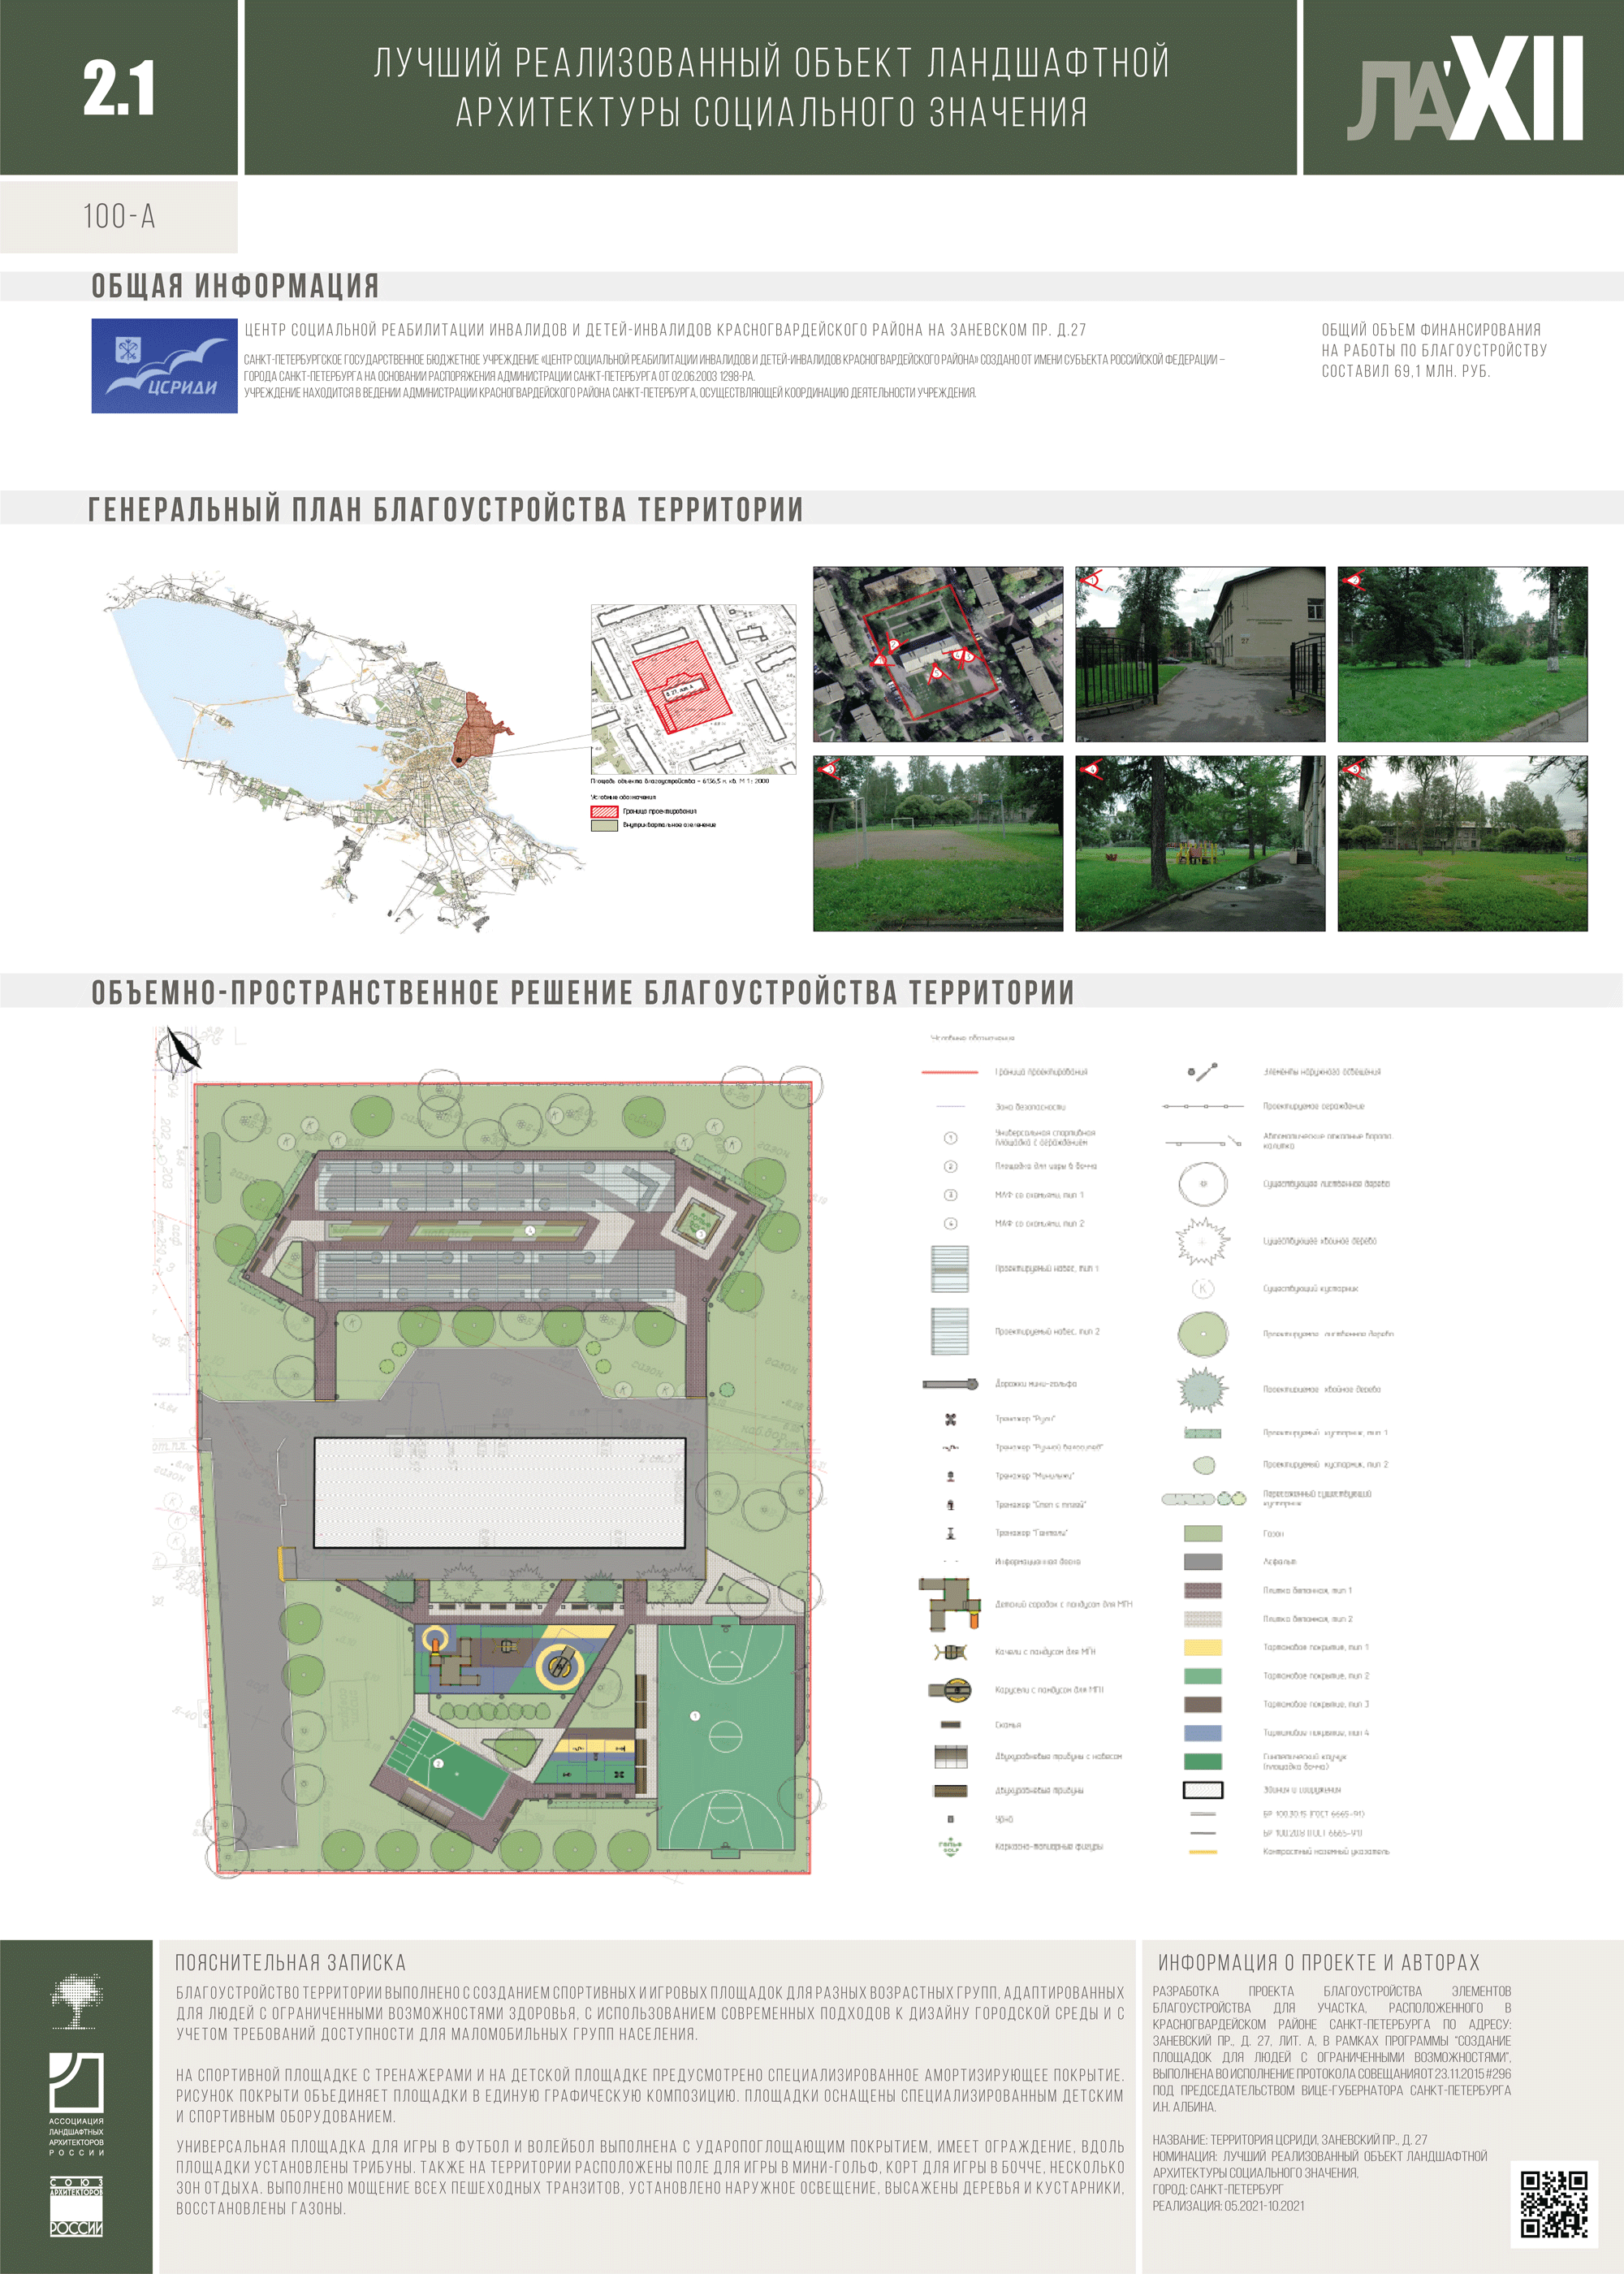 2.1
ЛУЧШИЙ РЕАЛИЗОВАННЫЙ ОБЪЕКТ ЛАНДШАФТНОЙ
АРХИТЕКТУРЫ СОЦИАЛЬНОГО ЗНАЧЕНИЯ
ЛА'XII
100-А
ОБЩАЯ ИНФОРМАЦИЯ
ЦСРИДИ
ЦЕНТР СОЦИАЛЬНОЙ РЕАБИЛИТАЦИИ ИНВАЛИДОВ И ДЕТЕЙ-ИНВАЛИДОВ КРАСНОГВАРДЕЙСКОГО РАЙОНА НА ЗАНЕВСКОМ ПР. Д.27
САНКТ-ПЕТЕРБУРГСКОЕ ГОСУДАРСТВЕННОЕ БЮДЖЕТНОЕ УЧРЕЖДЕНИЕ «ЦЕНТР СОЦИАЛЬНОЙ РЕАБИЛИТАЦИИ ИНВАЛИДОВ И ДЕТЕЙ-ИНВАЛИДОВ КРАСНОГВАРДЕЙСКОГО РАЙОНА» СОЗДАНО ОТ ИМЕНИ СУБЪЕКТА РОССИЙСКОЙ ФЕДЕРАЦИИ –
ГОРОДА САНКТ-ПЕТЕРБУРГА НА ОСНОВАНИИ РАСПОРЯЖЕНИЯ АДМИНИСТРАЦИИ САНКТ-ПЕТЕРБУРГА ОТ 02.06.2003 1298-РА.
УЧРЕЖДЕНИЕ НАХОДИТСЯ В ВЕДЕНИИ АДМИНИСТРАЦИИ КРАСНОГВАРДЕЙСКОГО РАЙОНА САНКТ-ПЕТЕРБУРГА, ОСУЩЕСТВЛЯЮЩЕЙ КООРДИНАЦИЮ ДЕЯТЕЛЬНОСТИ УЧРЕЖДЕНИЯ.
ОБЩИЙ ОБЪЕМ ФИНАНСИРОВАНИЯ
НА РАБОТЫ ПО БЛАГОУСТРОЙСТВУ
СОСТАВИЛ 69,1 МЛН. РУБ.
ГЕНЕРАЛЬНЫЙ ПЛАН БЛАГОУСТРОЙСТВА ТЕРРИТОРИИ
Площадь объекта благоустройства - 6156,5 м. кв. М 1 : 2000
Условные обозначения
Граница проектирования
Внутриквартальное озеленение
ОБЪЕМНО-ПРОСТРАНСТВЕННОЕ РЕШЕНИЕ БЛАГОУСТРОЙСТВА ТЕРРИТОРИИ
Условные обозначения
Граница проектирования
Зона безопасности
1 Универсальная спортивная
площадка с ограждением
2 Площадка для игры в бочча
3 МАФ со скамьями, тип 1
4 МАФ со скамьями, тип 2
Проектируемый навес, тип 1
Проектируемый навес, тип 2
Дорожки мини-гольфа
Тренажер "Рули"
Тренажер "Ручной велосипед"
Тренажер "Минилыжи"
Тренажер "Степ с тягой"
Тренажер "Гантели"
Информационная доска
Детский городок с пандусом для МГН
Качели с пандусом для МГН
Карусели с пандусом для МГН
Скамья
Двухуровневые трибуны с навесом
Двухуровневые трибуны
Урна
Каркасно-топиарные фигуры
Элементы наружного освещения
Проектируемое ограждение
Автоматические откатные ворота,
калитка
Существующее лиственное дерево
Существующее хвойное дерево
Существующий кустарник
Проектируемое лиственное дерево
Проектируемое хвойное дерево
Проектируемый кустарник, тип 1
Проектируемый кустарник, тип 2
Пересаженный существующий
кустарник
Газон
Асфальт
Плитка бетонная, тип 1
Плитка бетонная, тип 2
Тартановое покрытие, тип 1
Тартановое покрытие, тип 2
Тартановое покрытие, тип 3
Тартановое покрытие, тип 4
Синтетический каучук
(площадка бочча)
Здания и сооружения
БР 100.30.15 (ГОСТ 6665-91)
БР 100.20.8 (ГОСТ 6665-91)
Контрастный наземный указатель
ПОЯСНИТЕЛЬНАЯ ЗАПИСКА
БЛАГОУСТРОЙСТВО ТЕРРИТОРИИ ВЫПОЛНЕНО С СОЗДАНИЕМ СПОРТИВНЫХ И ИГРОВЫХ ПЛОЩАДОК ДЛЯ РАЗНЫХ ВОЗРАСТНЫХ ГРУПП, АДАПТИРОВАННЫХ
ДЛЯ ЛЮДЕЙ С ОГРАНИЧЕННЫМИ ВОЗМОЖНОСТЯМИ ЗДОРОВЬЯ, С ИСПОЛЬЗОВАНИЕМ СОВРЕМЕННЫХ ПОДХОДОВ К ДИЗАЙНУ ГОРОДСКОЙ СРЕДЫ И С
УЧЕТОМ ТРЕБОВАНИЙ ДОСТУПНОСТИ ДЛЯ МАЛОМОБИЛЬНЫХ ГРУПП НАСЕЛЕНИЯ.
НА СПОРТИВНОЙ ПЛОЩАДКЕ С ТРЕНАЖЕРАМИ И НА ДЕТСКОЙ ПЛОЩАДКЕ ПРЕДУСМОТРЕНО СПЕЦИАЛИЗИРОВАННОЕ АМОРТИЗИРУЮЩЕЕ ПОКРЫТИЕ.
РИСУНОК ПОКРЫТИ ОБЪЕДИНЯЕТ ПЛОЩАДКИ В ЕДИНУЮ ГРАФИЧЕСКУЮ КОМПОЗИЦИЮ. ПЛОЩАДКИ ОСНАЩЕНЫ СПЕЦИАЛИЗИРОВАННЫМ ДЕТСКИМ
И СПОРТИВНЫМ ОБОРУДОВАНИЕМ.
УНИВЕРСАЛЬНАЯ ПЛОЩАДКА ДЛЯ ИГРЫ В ФУТБОЛ И ВОЛЕЙБОЛ ВЫПОЛНЕНА С УДАРОПОГЛОЩАЮЩИМ ПОКРЫТИЕМ, ИМЕЕТ ОГРАЖДЕНИЕ, ВДОЛЬ
ПЛОЩАДКИ УСТАНОВЛЕНЫ ТРИБУНЫ. ТАКЖЕ НА ТЕРРИТОРИИ РАСПОЛОЖЕНЫ ПОЛЕ ДЛЯ ИГРЫ В МИНИ-ГОЛЬФ, КОРТ ДЛЯ ИГРЫ В БОЧЧЕ, НЕСКОЛЬКО
ЗОН ОТДЫХА. ВЫПОЛНЕНО МОЩЕНИЕ ВСЕХ ПЕШЕХОДНЫХ ТРАНЗИТОВ, УСТАНОВЛЕНО НАРУЖНОЕ ОСВЕЩЕНИЕ, ВЫСАЖЕНЫ ДЕРЕВЬЯ И КУСТАРНИКИ,
ВОССТАНОВЛЕНЫ ГАЗОНЫ.
ИНФОРМАЦИЯ О ПРОЕКТЕ И АВТОРАХ
РАЗРАБОТКА ПРОЕКТА БЛАГОУСТРОЙСТВА ЭЛЕМЕНТОВ
БЛАГОУСТРОЙСТВА ДЛЯ УЧАСТКА, РАСПОЛОЖЕННОГО В
КРАСНОГВАРДЕЙСКОМ РАЙОНЕ САНКТ-ПЕТЕРБУРГА ПО АДРЕСУ:
ЗАНЕВСКИЙ ПР., Д. 27, ЛИТ. А, В РАМКАХ ПРОГРАММЫ "СОЗДАНИЕ
ПЛОЩАДОК ДЛЯ ЛЮДЕЙ С ОГРАНИЧЕННЫМИ ВОЗМОЖНОСТЯМИ",
ВЫПОЛНЕНА ВО ИСПОЛНЕНИЕ ПРОТОКОЛА СОВЕЩАНИЯ ОТ 23.11.2015 #296
ПОД ПРЕДСЕДАТЕЛЬСТВОМ ВИЦЕ-ГУБЕРНАТОРА САНКТ-ПЕТЕРБУРГА
И.Н. АЛБИНА.
НАЗВАНИЕ: ТЕРРИТОРИЯ ЦСРИДИ, ЗАНЕВСКИЙ ПР., Д. 27
НОМИНАЦИЯ: ЛУЧШИЙ РЕАЛИЗОВАННЫЙ ОБЪЕКТ ЛАНДШАФТНОЙ
АРХИТЕКТУРЫ СОЦИАЛЬНОГО ЗНАЧЕНИЯ,
ГОРОД: САНКТ-ПЕТЕРБУРГ
РЕАЛИЗАЦИЯ: 05.2021-10.2021
АССОЦИАЦИЯ
ЛАНДШАФТНЫХ
АРХИТЕКТОРОВ
РОССИИ
СОЮЗ
АРХИТЕКТОРОВ
РОССИИ